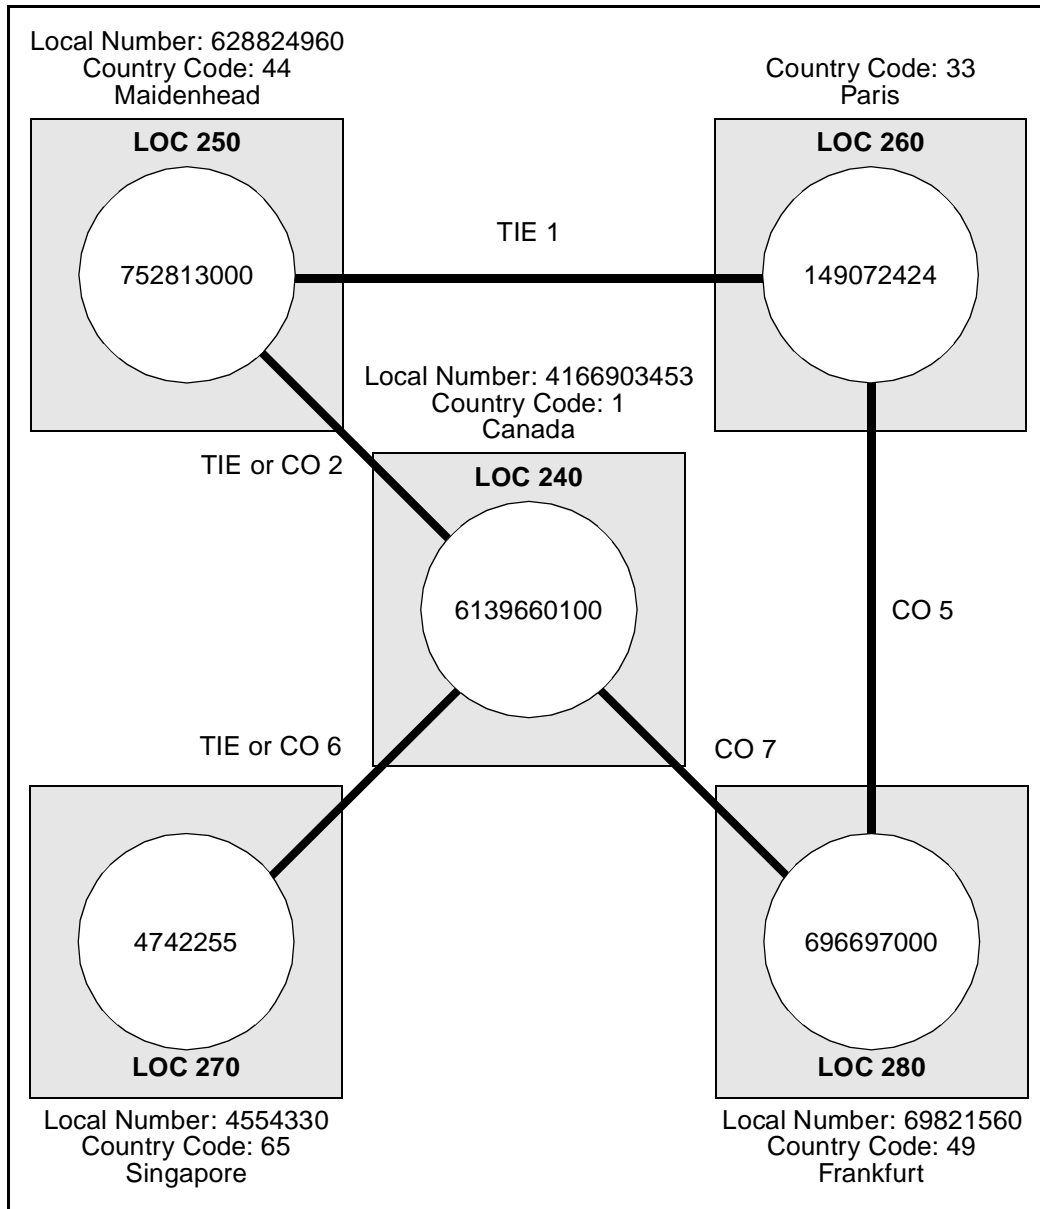 Local Number: 628824960
Country Code: 44
Maidenhead
LOC 250
752813000
Country Code: 33
Paris
LOC 260
149072424
TIE 1
Local Number: 4166903453
Country Code: 1
Canada
LOC 240
6139660100
TIE or CO 2
CO 5
TIE or CO 6
CO 7
4742255
LOC 270
Local Number: 4554330
Country Code: 65
Singapore
696697000
LOC 280
Local Number: 69821560
Country Code: 49
Frankfurt